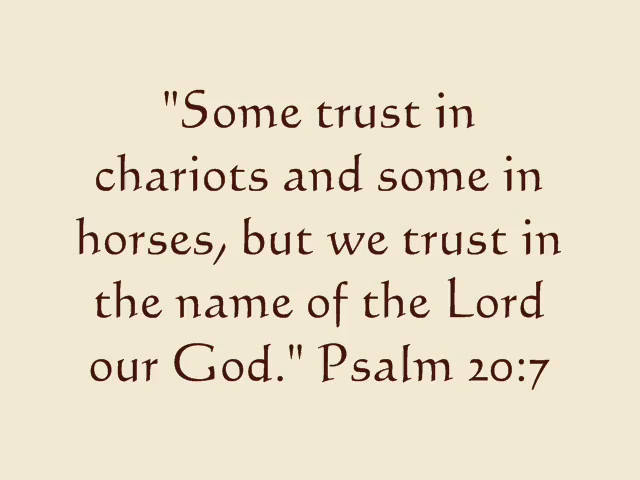 "Some trust in
chariots and some in
horses, but we trust in
the name of the Lord
our God." Psalm 20:7